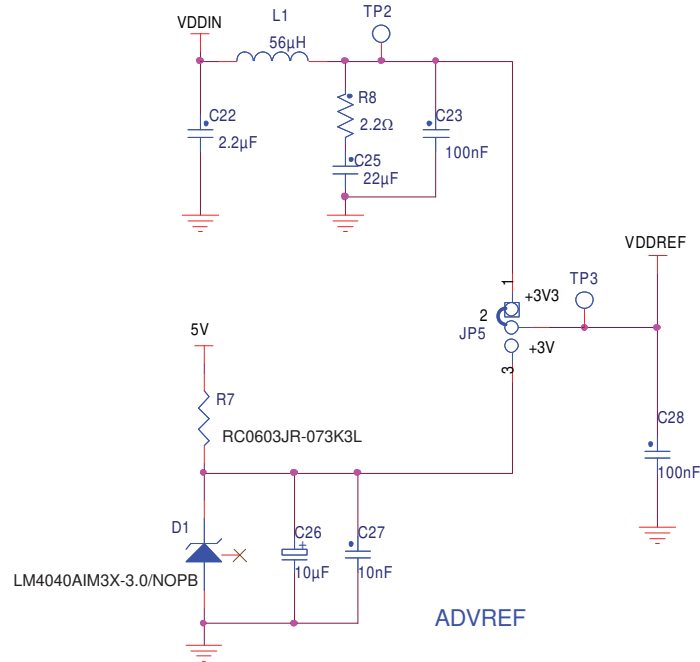 L1
TP2
VDDIN
56µH
R8
2.2Ω
C22
2.2µF
C23
100nF
C25
22µF
VDDREF
TP3
1
+3V3
2
JP5
+3V
3
5V
R7
RC0603JR-073K3L
C28
100nF
D1
LM4040AIM3X-3.0/NOPB
+
C26
10µF
C27
10nF
ADVREF